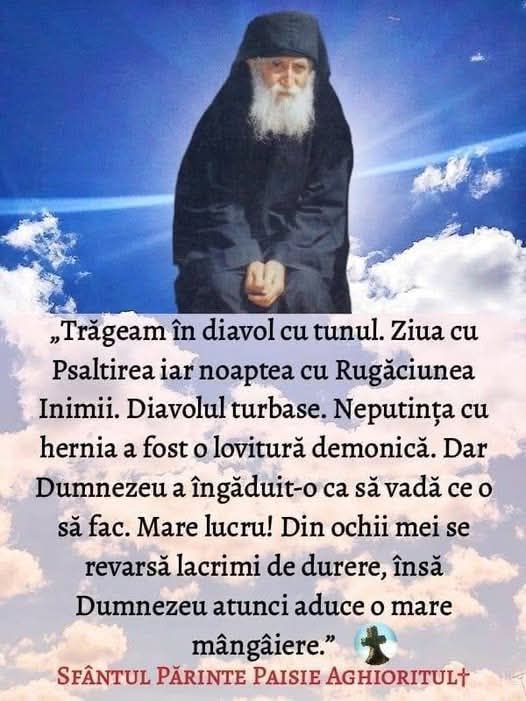 „Trăgeam în diavol cu tunul. Ziua cu
Psaltirea iar noaptea cu Rugăciunea
Inimii. Diavolul turbase. Neputința cu
hernia a fost o lovitură demonică. Dar
Dumnezeu a îngăduit-o ca să vadă ce o
să fac. Mare lucru! Din ochii mei se
revarsă lacrimi de durere, însă
Dumnezeu atunci aduce o mare
mângâiere.”
Sfântul Părinte Paisie Aghioritul†